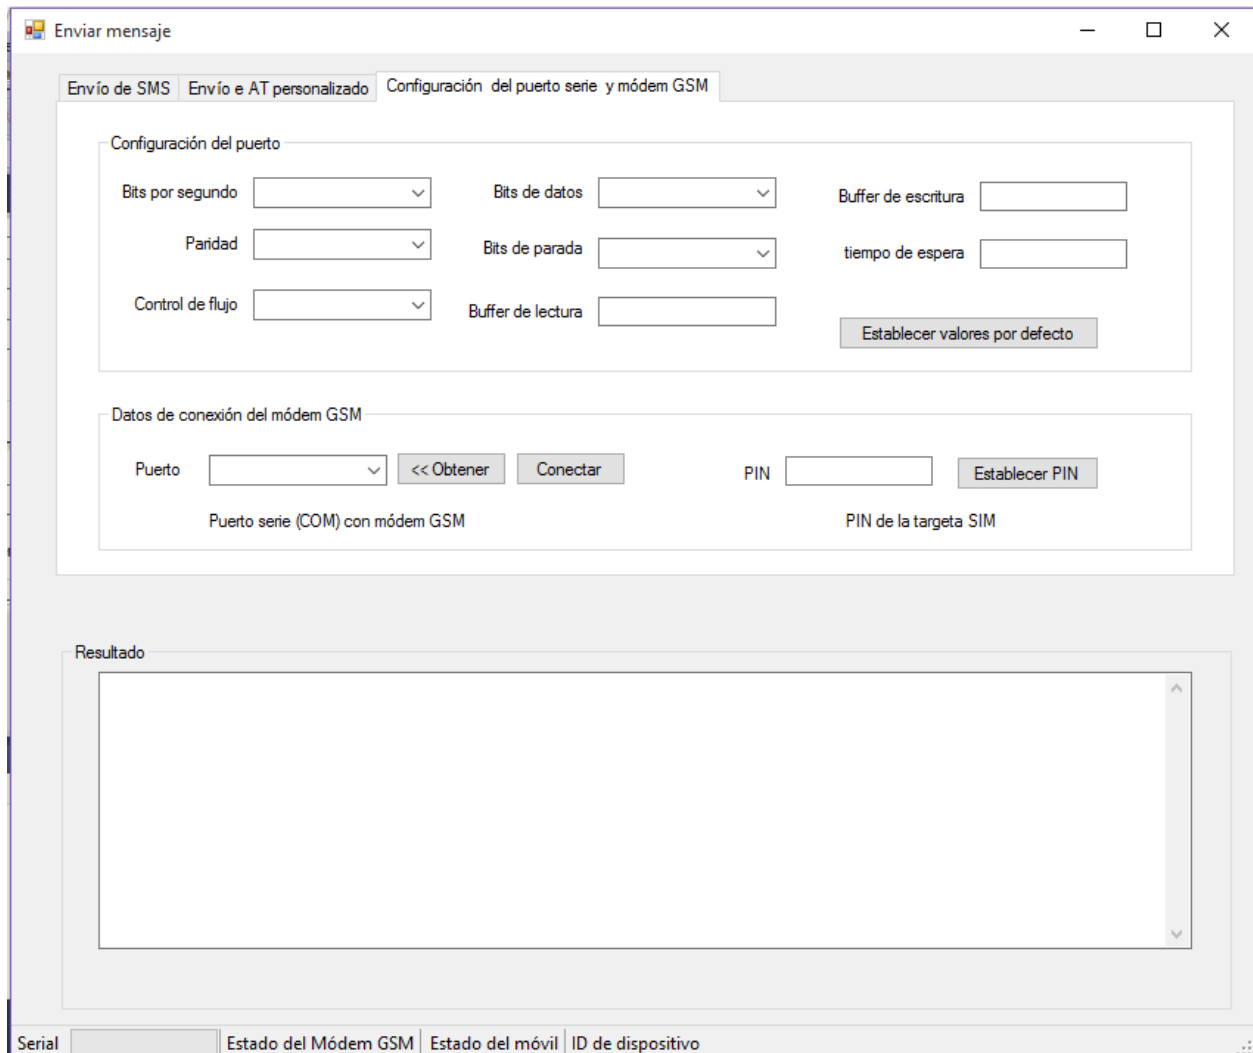 Enviar mensaje
Envío de SMS Envío e AT personalizado Configuración del puerto serie y módem GSM
Configuración del puerto
Bits por segundo Bits de datos Buffer de escritura
Paridad Bits de parada tiempo de espera
Control de flujo Buffer de lectura
Establecer valores por defecto
Datos de conexión del módem GSM
Puerto << Obtener Conectar PIN Establecer PIN
Puerto serie (COM) con módem GSM PIN de la targeta SIM
Resultado
Serial Estado del Módem GSM Estado del móvil ID de dispositivo